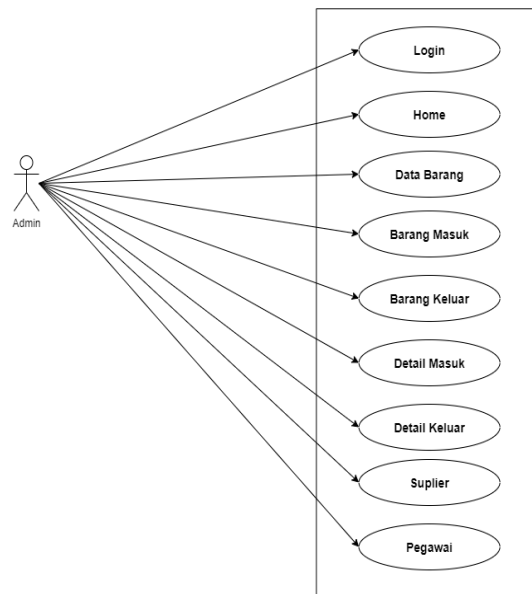 Login
Home
Data Barang
Barang Masuk
Admin
Barang Keluar
Detail Masuk
Detail Keluar
Suplier
Pegawai